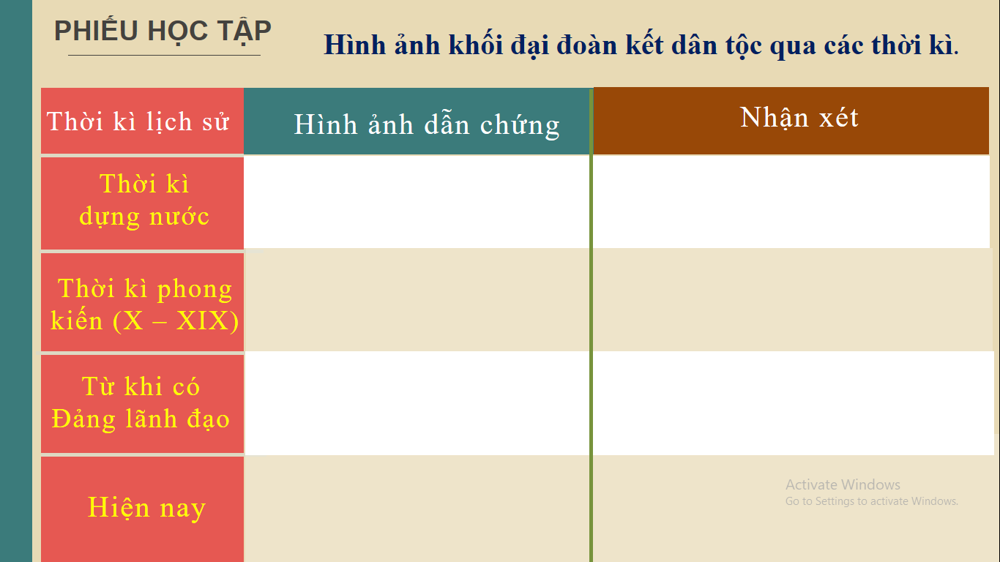 PHIẾU HỌC TẬP
Hình ảnh khối đại đoàn kết dân tộc qua các thời kì.
Thời kì lịch sử
Hình ảnh dẫn chứng
Nhận xét
Thời kì
dựng nước
Thời kì phong
kiến (X – XIX)
Từ khi có
Đảng lãnh đạo
Hiện nay
Activate Windows
Go to Settings to activate Windows.